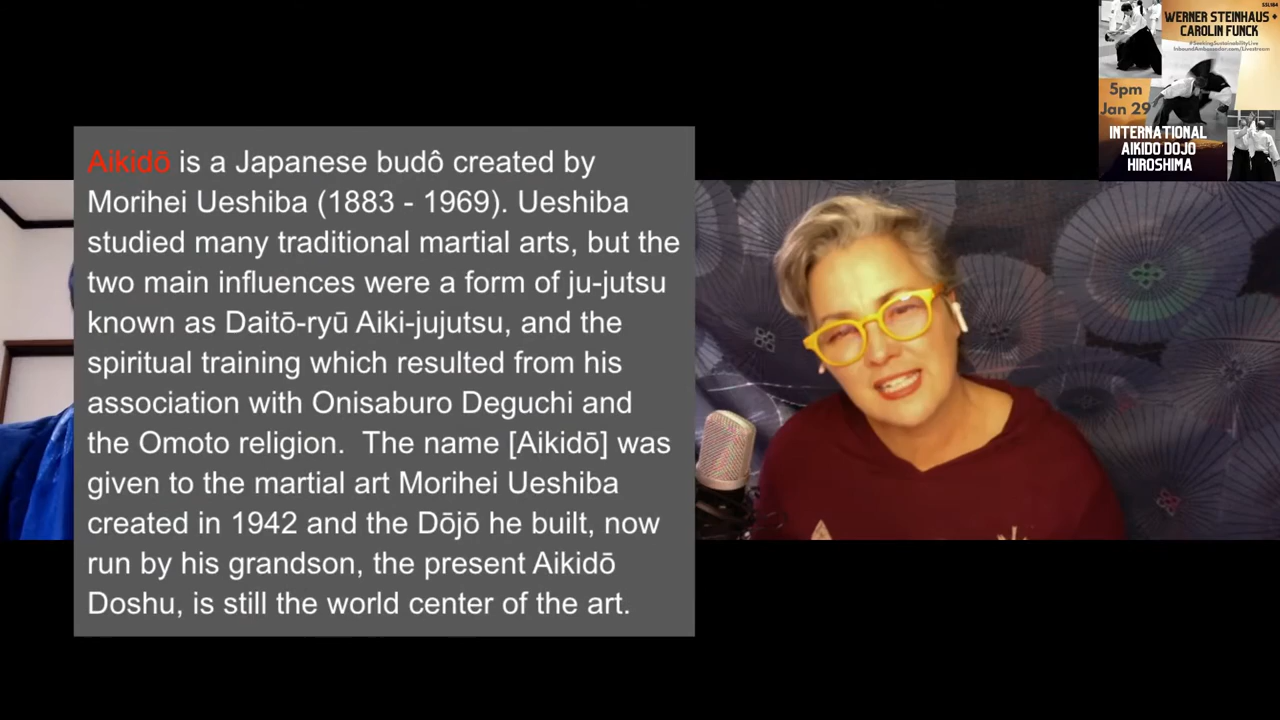 Aikidō is a Japanese budô created by
Morihei Ueshiba (1883 - 1969). Ueshiba
studied many traditional martial arts, but the
two main influences were a form of ju-jutsu
known as Daitō-ryū Aiki-jujutsu, and the
spiritual training which resulted from his
association with Onisaburo Deguchi and
the Omoto religion.  The name [Aikidō] was
given to the martial art Morihei Ueshiba
created in 1942 and the Dōjō he built, now
run by his grandson, the present Aikidō
Doshu, is still the world center of the art.
SSL184
WERNER STEINHAUS +
CAROLIN FUNCK
#SeekingSustainabilityLive
InboundAmbassador.com/Livestream
5pm
Jan 29
INTERNATIONAL
AIKIDO DOJO
HIROSHIMA